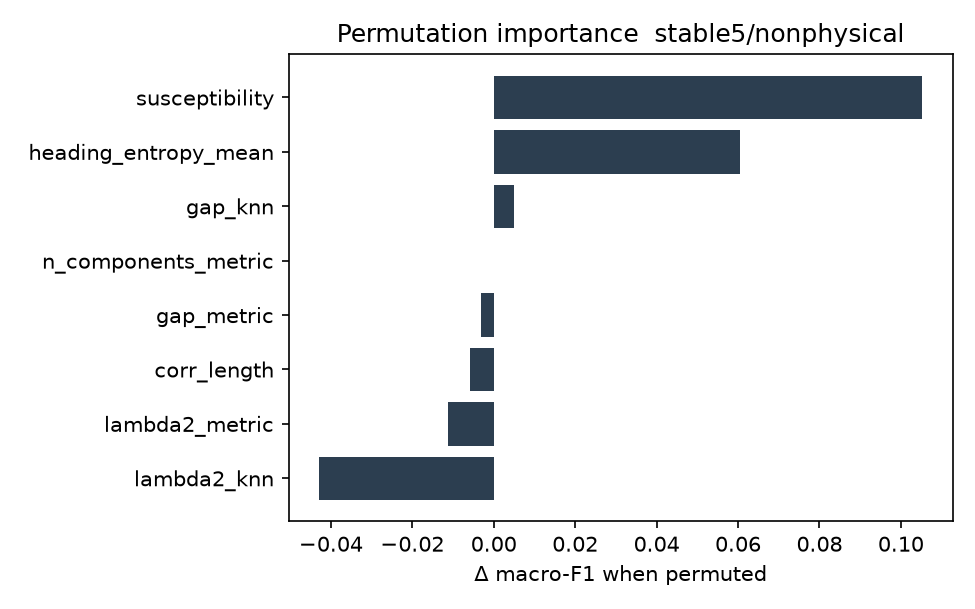 Permutation importance  stable5/nonphysical
susceptibility
heading_entropy_mean
gap_knn
n_components_metric
gap_metric
corr_length
lambda2_metric
lambda2_knn
−0.04 −0.02 0.00 0.02 0.04 0.06 0.08 0.10
Δ macro-F1 when permuted